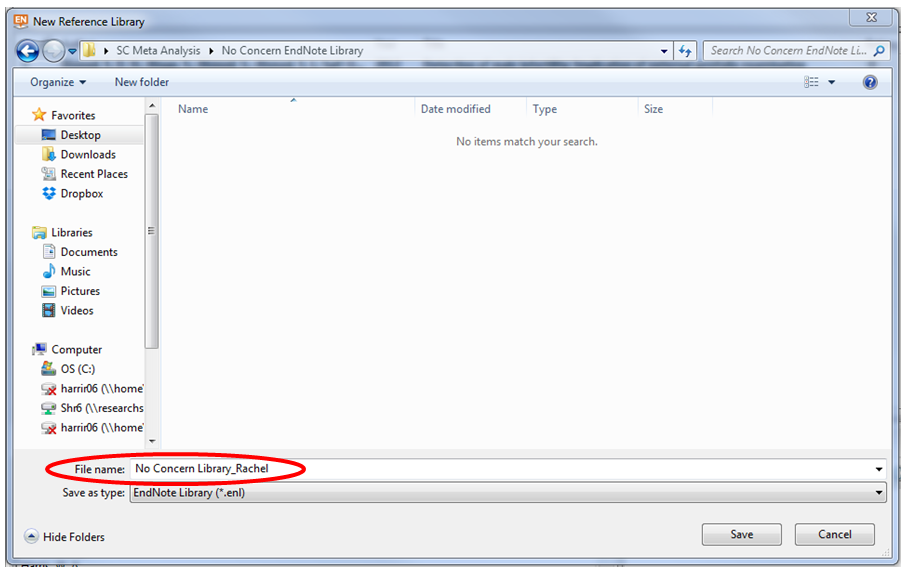 EN New Reference Library
SC Meta Analysis No Concern EndNote Library Search No Concern EndNote Li...
Organize New folder
Name Date modified Type Size
No items match your search.
Favorites
Desktop
Downloads
Recent Places
Dropbox
Libraries
Documents
Music
Pictures
Videos
Computer
OS (C:)
harrir06 (\\home
Shr6 (\\researchs
harrir06 (\\home
File name: No Concern Library_Rachel
Save as type: EndNote Library (*.enl)
Hide Folders Save Cancel